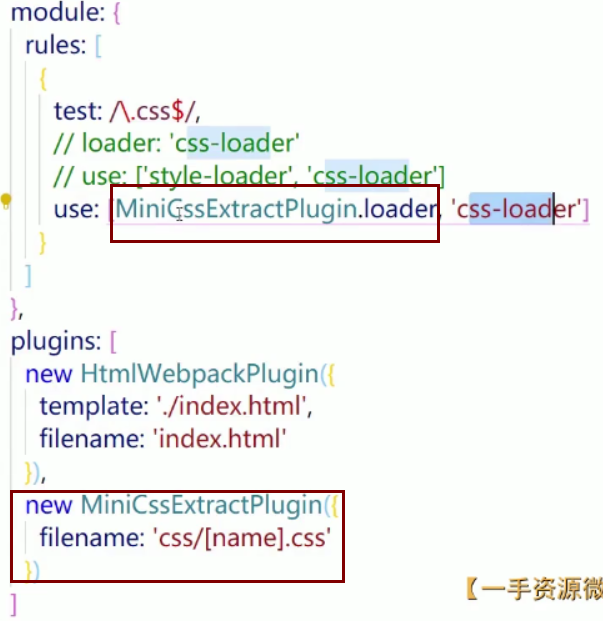 module: {
rules: [
{
test: /\.css$/,
// loader: 'css-loader'
// use: ['style-loader', 'css-loader']
use: [MiniCssExtractPlugin.loader, 'css-loader']
}
]
},
plugins: [
new HtmlWebpackPlugin({
template: './index.html',
filename: 'index.html'
}),
new MiniCssExtractPlugin({
filename: 'css/[name].css'
})
]
【一手资源微